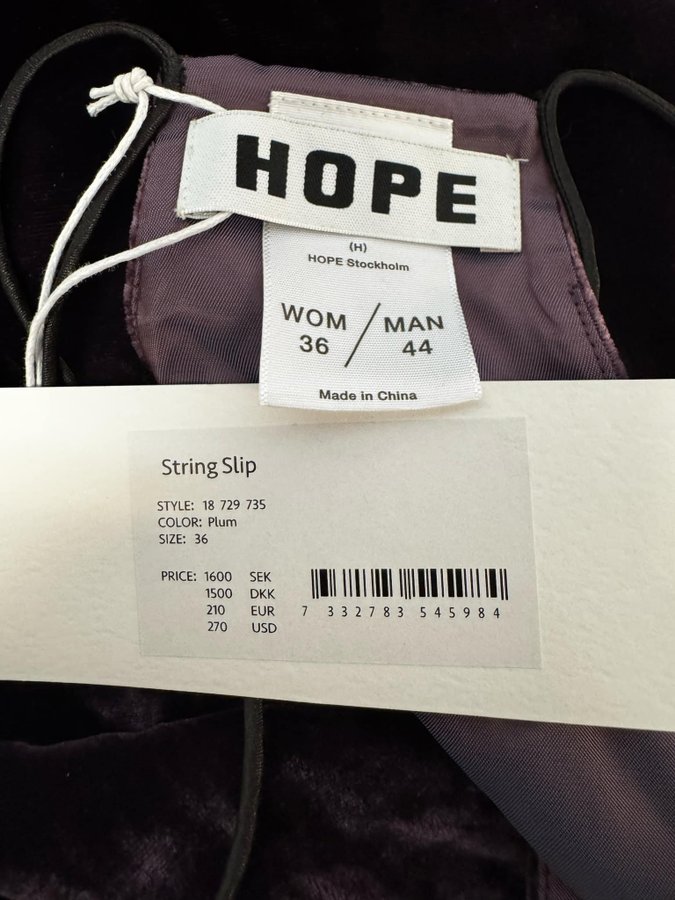 HOPE
(H)
HOPE Stockholm
WOM / MAN
36 44
Made in China
String Slip
STYLE: 18 729 735
COLOR: Plum
SIZE: 36
PRICE: 1600 SEK
1500 DKK
210 EUR
270 USD
7 332783 545984